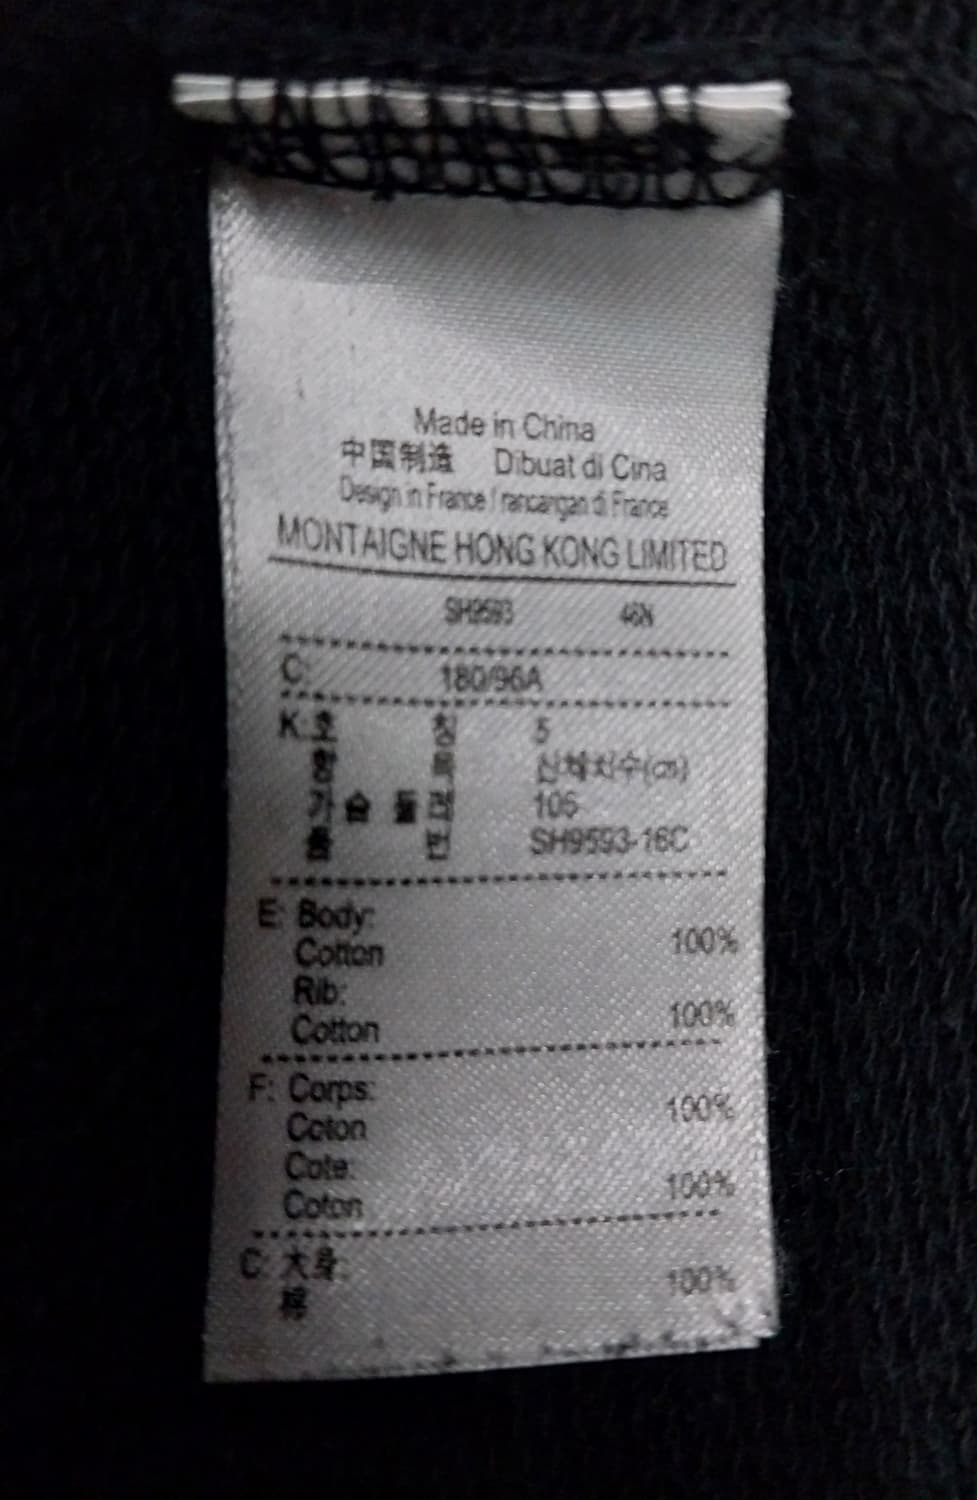 Made in China
中国制造 Dibuat di Cina
Design in France / rancangan di France
MONTAIGNE HONG KONG LIMITED
SH9593 46N
C: 180/96A
K:호 칭 5
항 목 신체치수(㎝)
가 슴 둘 레 105
품 번 SH9593-16C
E: Body:
Cotton 100%
Rib:
Cotton 100%
F: Corps:
Coton 100%
Cote:
Coton 100%
C: 大身:
棉 100%